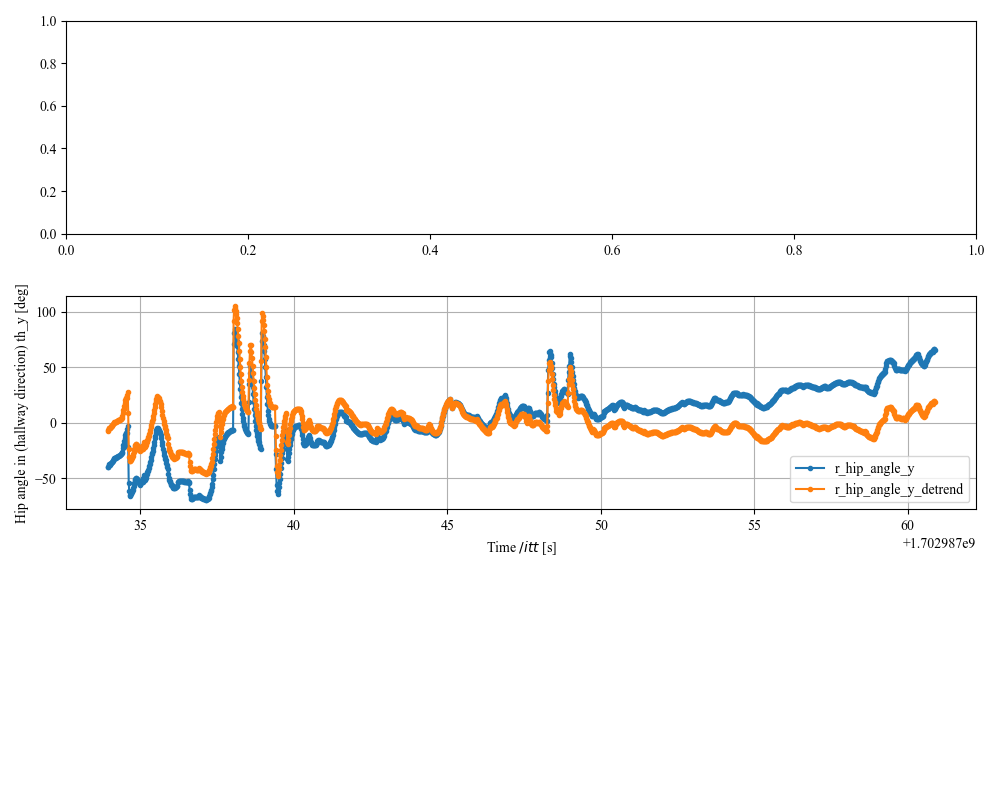 1.0
0.8
0.6
0.4
0.2
0.0
0.0 0.2 0.4 0.6 0.8 1.0
Hip angle in (hallway direction) th_y [deg]
100
50
0
−50
r_hip_angle_y
r_hip_angle_y_detrend
35 40 45 50 55 60
Time /itt [s]
+1.702987e9